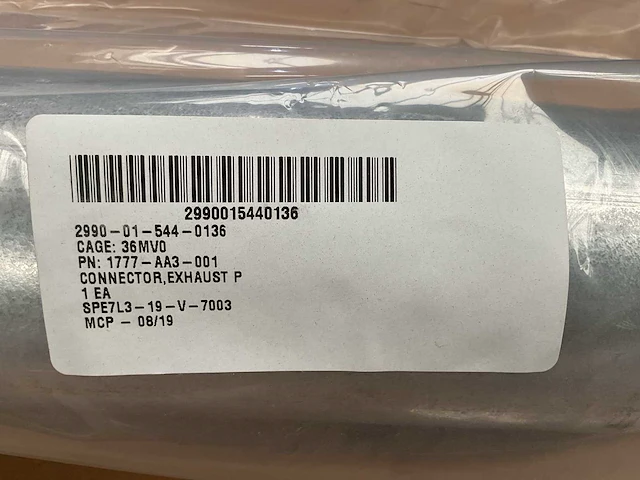 2990015440136
2990-01-544-0136
CAGE: 36MV0
PN: 1777-AA3-001
CONNECTOR,EXHAUST P
1 EA
SPE7L3-19-V-7003
MCP - 08/19